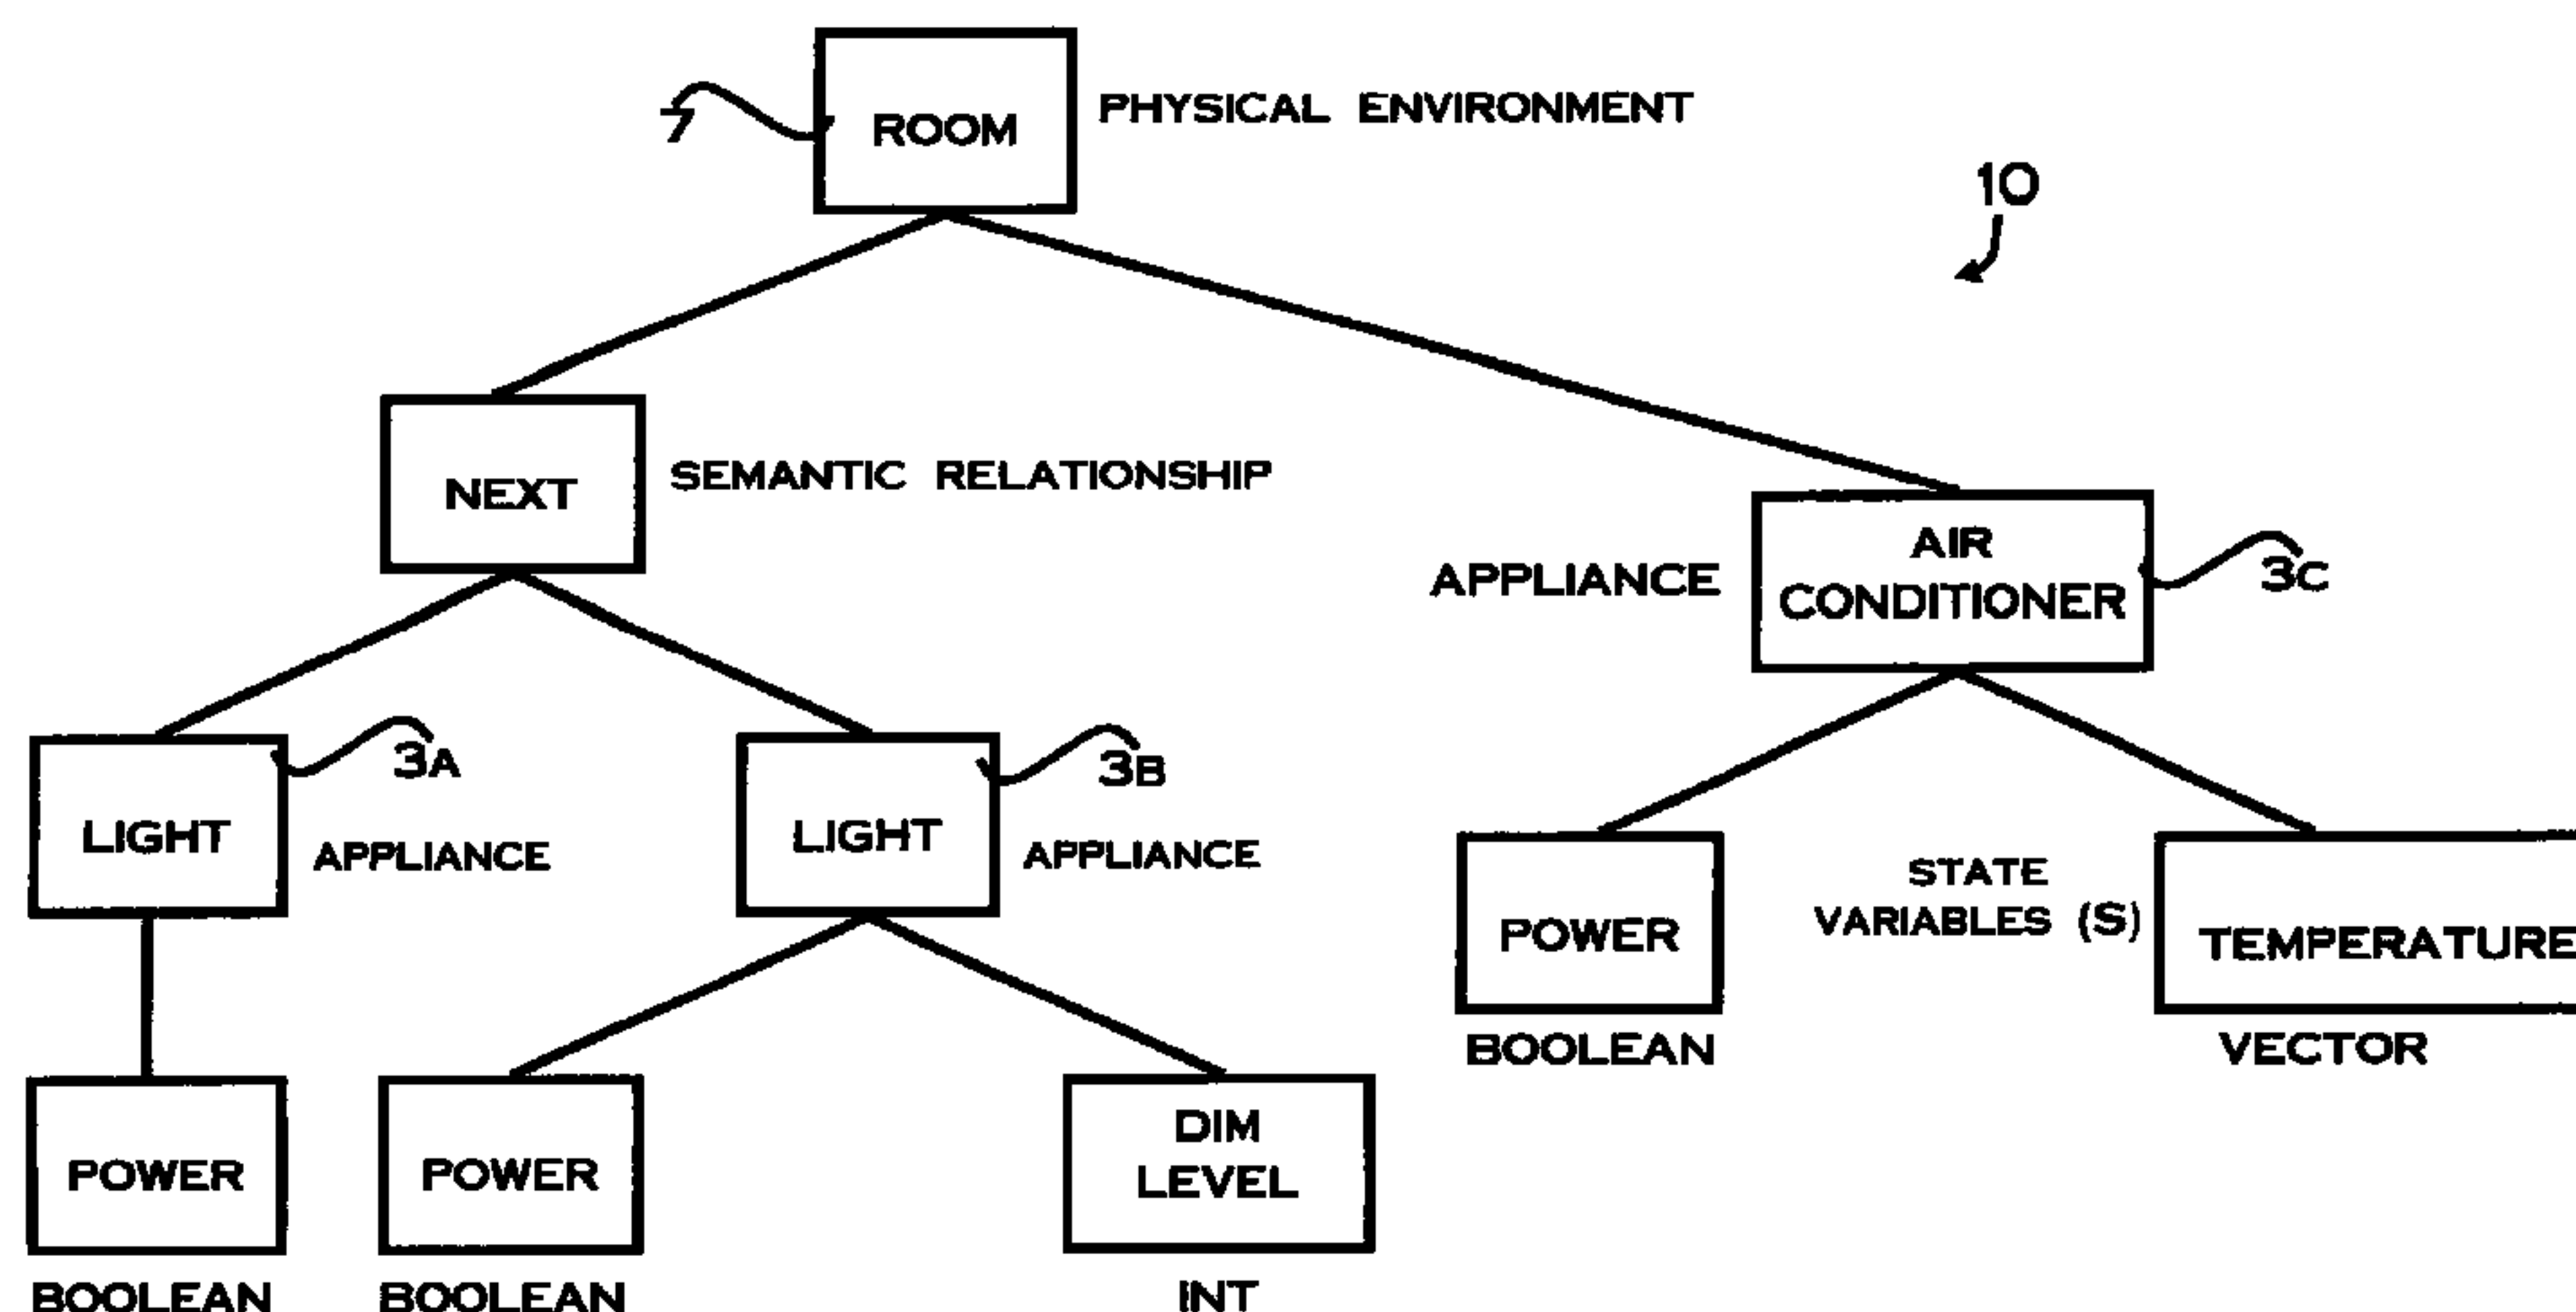 7
ROOM
PHYSICAL ENVIRONMENT
10
NEXT
SEMANTIC RELATIONSHIP
APPLIANCE
AIR
CONDITIONER
3C
LIGHT
3A
APPLIANCE
LIGHT
3B
APPLIANCE
POWER
BOOLEAN
STATE
VARIABLES (S)
TEMPERATURE
VECTOR
POWER
BOOLEAN
POWER
BOOLEAN
DIM
LEVEL
INT